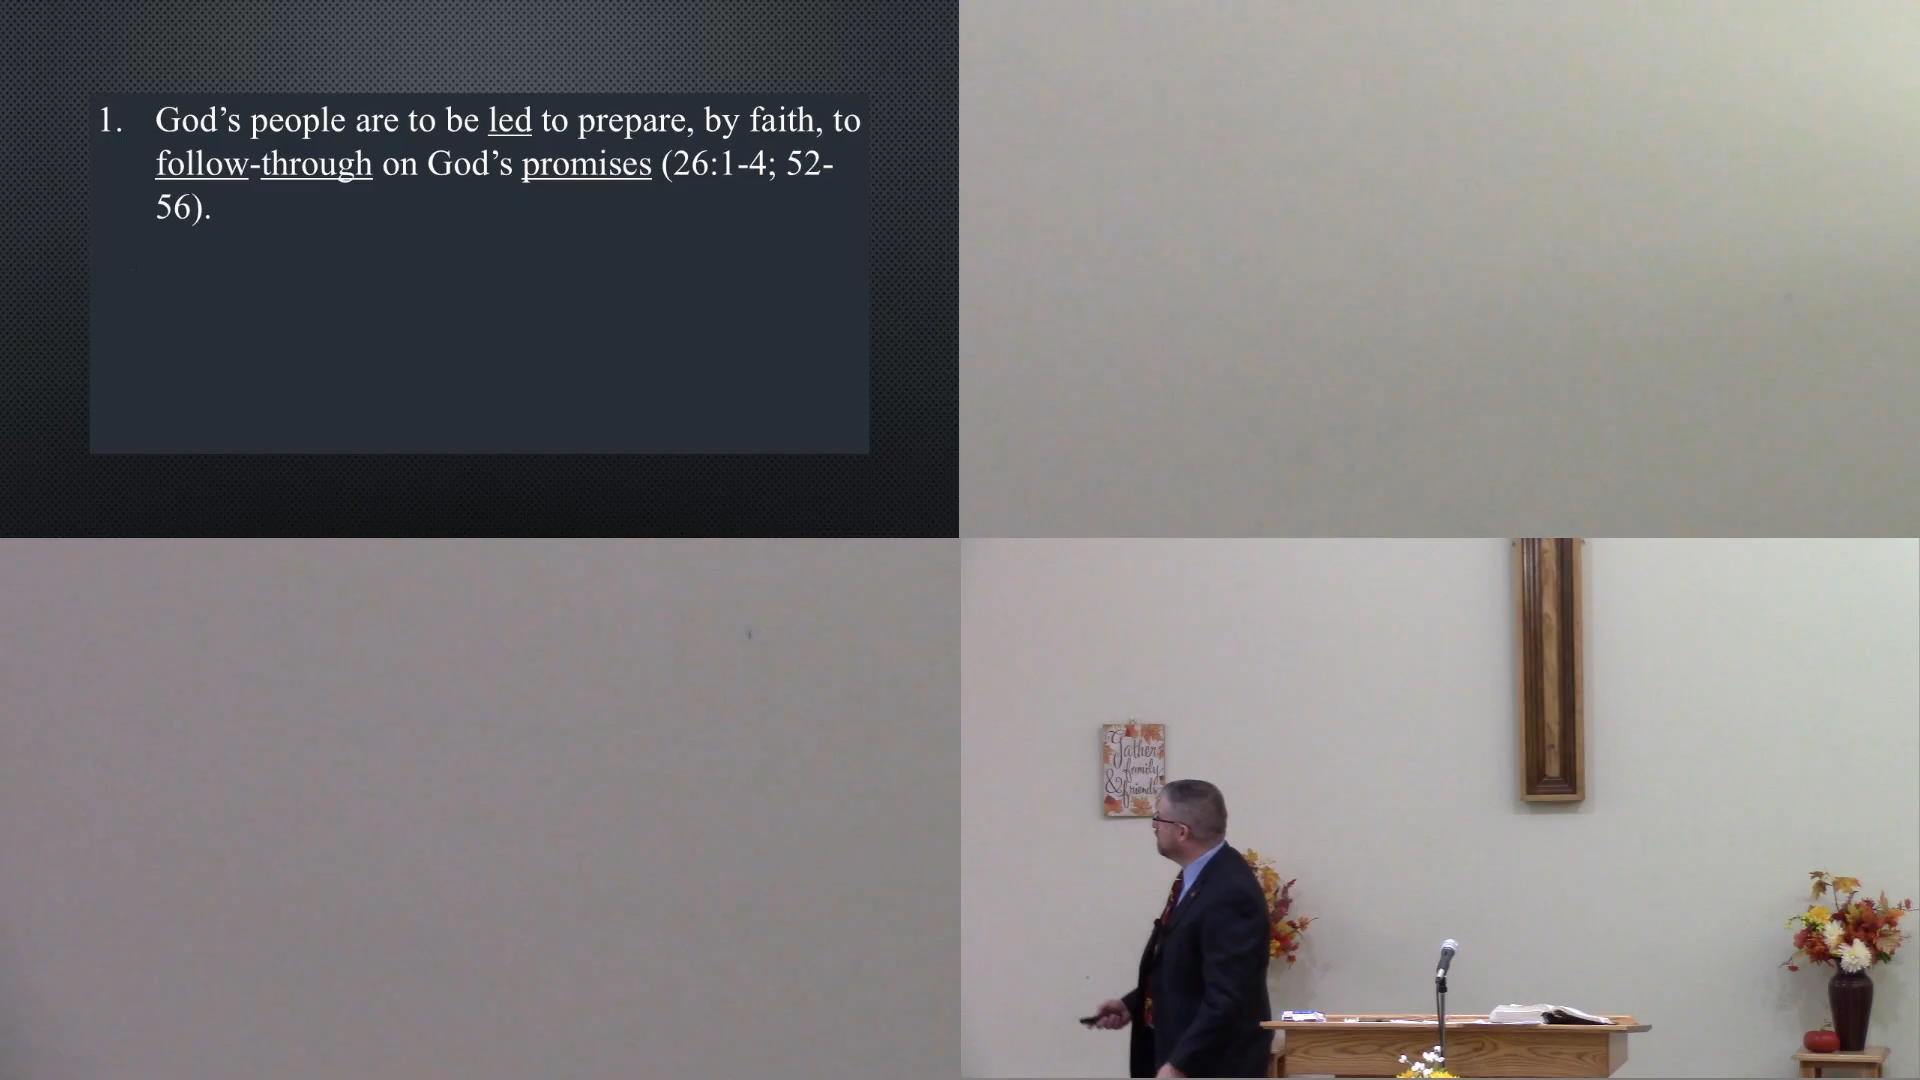 1. God’s people are to be led to prepare, by faith, to
follow-through on God’s promises (26:1-4; 52-
56).
Gather
family
& friends